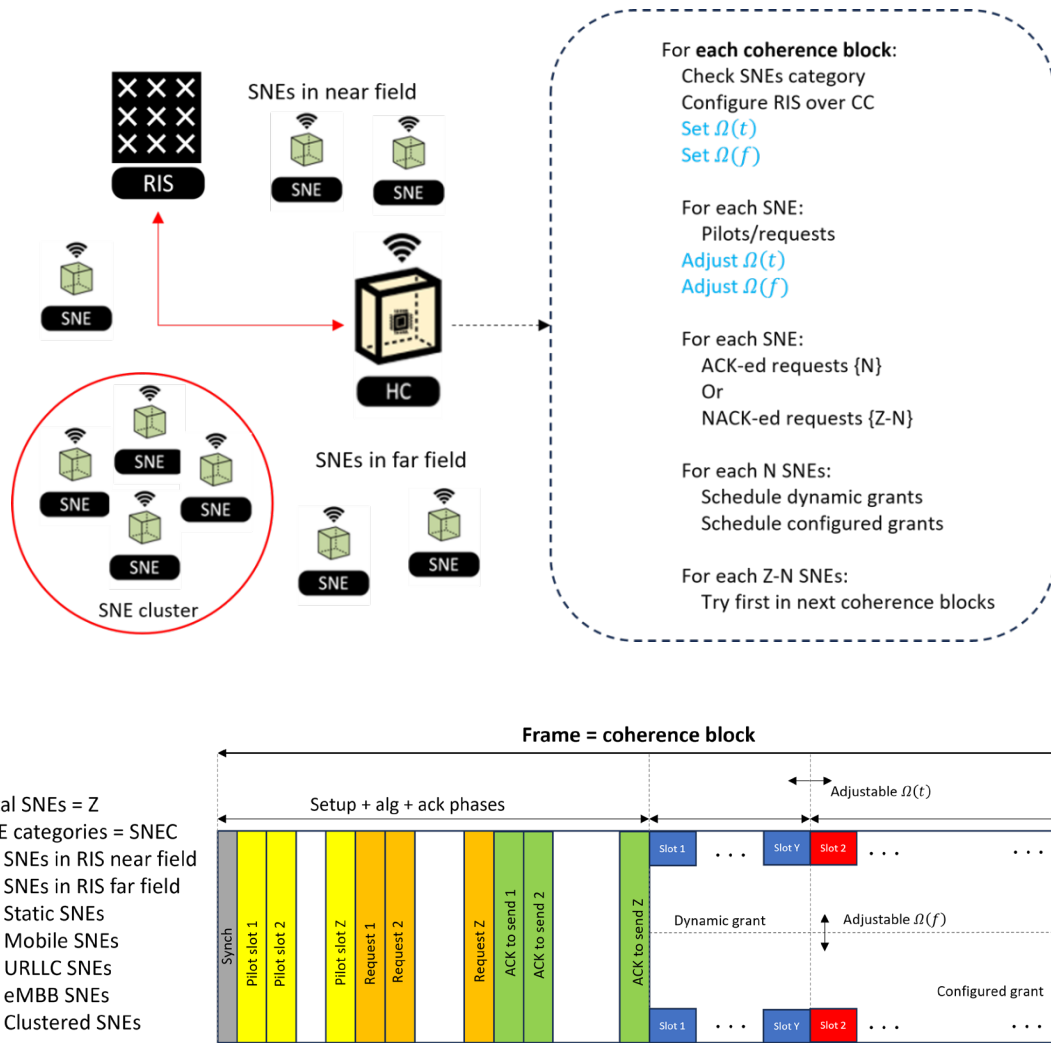 SNEs in near field
RIS
SNE
SNE
SNE
HC
SNE
SNE
SNE
SNE
SNE cluster
SNEs in far field
SNE
SNE
For each coherence block:
Check SNEs category
Configure RIS over CC
Set Ω(t)
Set Ω(f)
For each SNE:
Pilots/requests
Adjust Ω(t)
Adjust Ω(f)
For each SNE:
ACK-ed requests {N}
Or
NACK-ed requests {Z-N}
For each N SNEs:
Schedule dynamic grants
Schedule configured grants
For each Z-N SNEs:
Try first in next coherence blocks
Frame = coherence block
al SNEs = Z
E categories = SNEC
SNEs in RIS near field
SNEs in RIS far field
Static SNEs
Mobile SNEs
URLLC SNEs
eMBB SNEs
Clustered SNEs
Setup + alg + ack phases
Adjustable Ω(t)
Synch
Pilot slot 1
Pilot slot 2
Pilot slot Z
Request 1
Request 2
Request Z
ACK to send 1
ACK to send 2
ACK to send Z
Slot 1
. . .
Slot Y
Slot 2
. . .
. . .
Dynamic grant
Adjustable Ω(f)
Configured grant
Slot 1
. . .
Slot Y
Slot 2
. . .
. . .